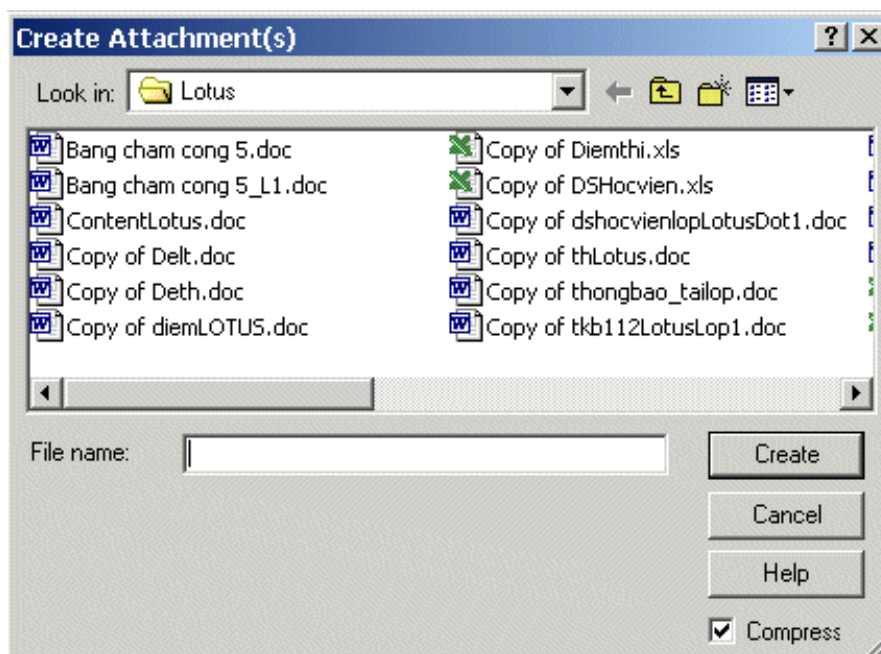 Create Attachment(s)
Look in: Lotus
Bang cham cong 5.doc
Bang cham cong 5_L1.doc
ContentLotus.doc
Copy of Delt.doc
Copy of Deth.doc
Copy of diemLOTUS.doc
Copy of Diemthi.xls
Copy of DSHocvien.xls
Copy of dshocvienlopLotusDot1.doc
Copy of thLotus.doc
Copy of thongbao_tailop.doc
Copy of tkb112LotusLop1.doc
File name:
Create
Cancel
Help
Compress